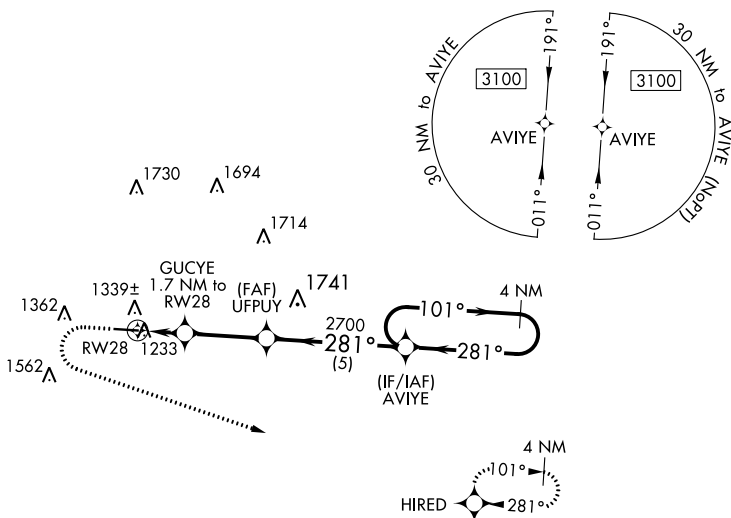 30 NM to AVIYE
191°
3100
AVIYE
011°
30 NM to AVIYE (NoPT)
191°
3100
AVIYE
011°
1730
1694
1714
GUCYE
1.7 NM to
RW28
(FAF)
UFPUY
1741
1339±
1362
RW28
1233
1562
2700
281°
(5)
101°
4 NM
281°
(IF/IAF)
AVIYE
4 NM
101°
HIRED
281°